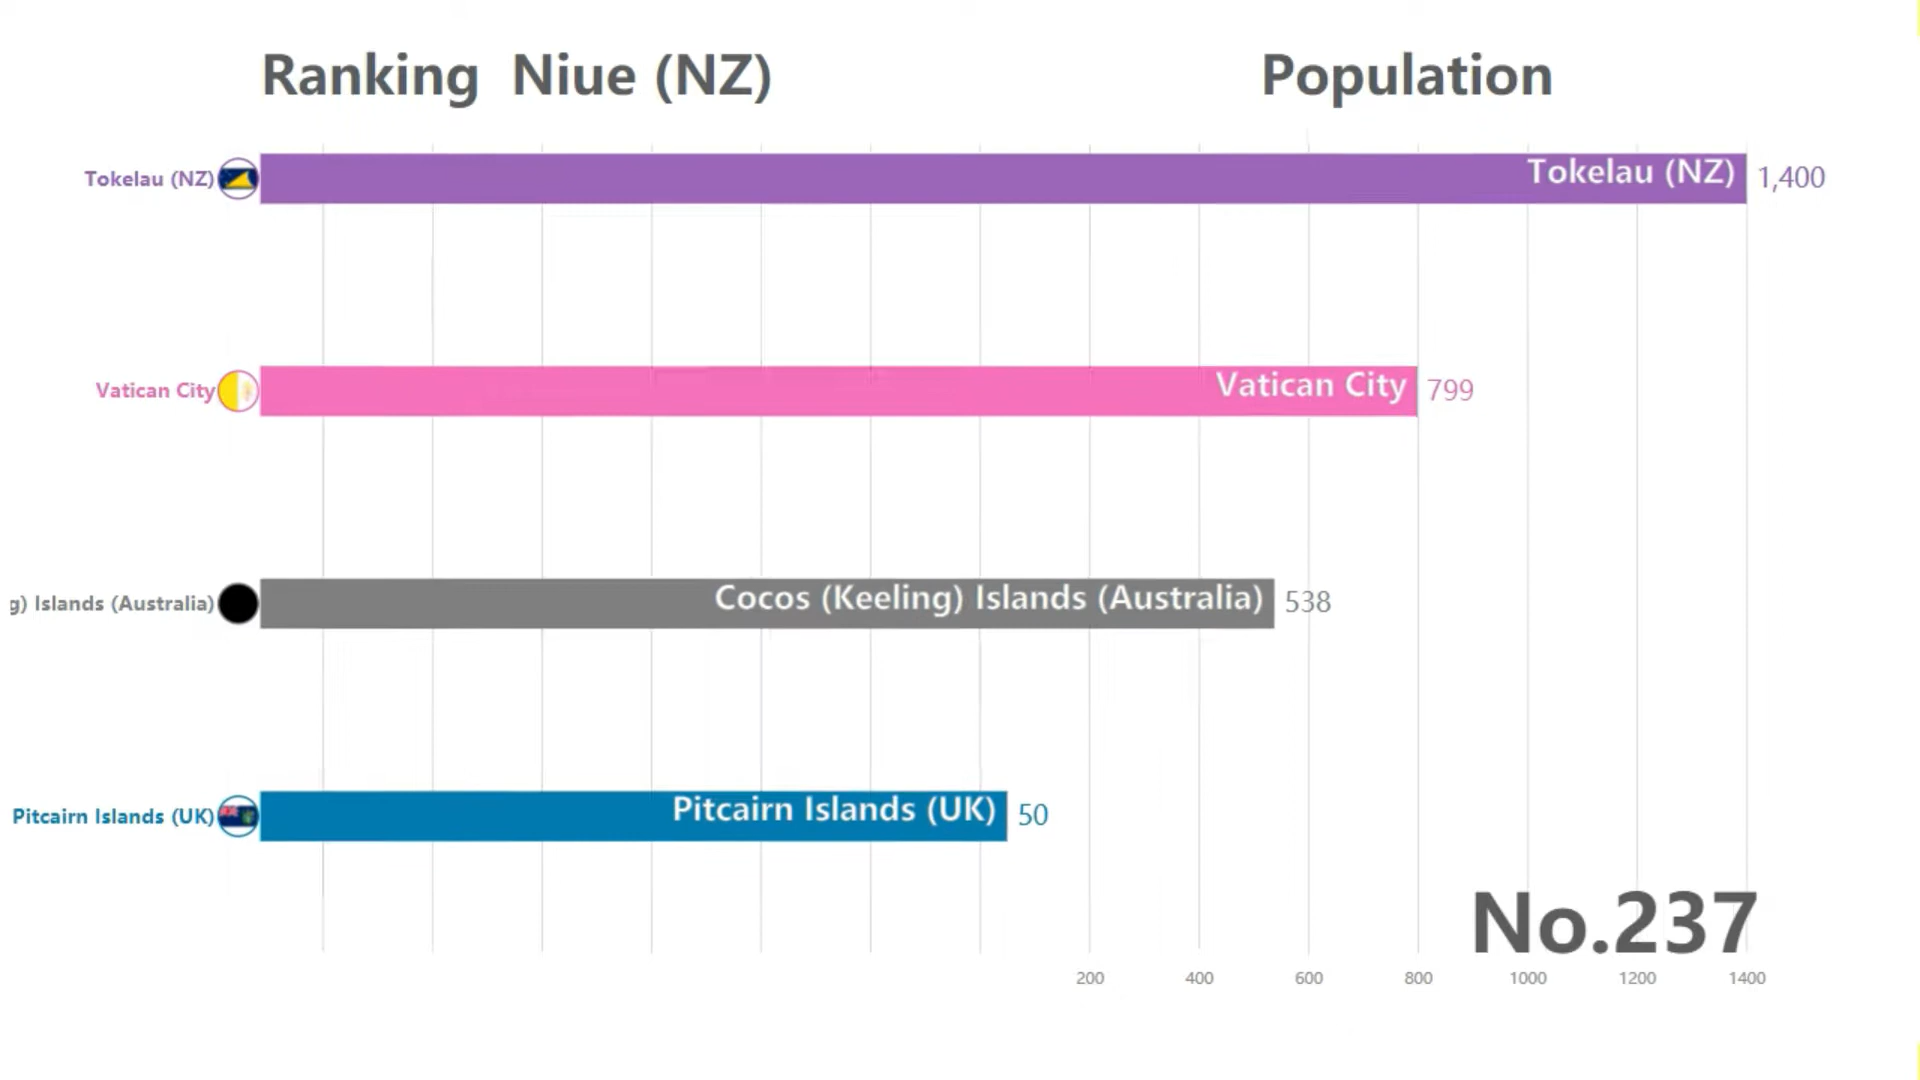 Ranking Niue (NZ) Population
Tokelau (NZ) Tokelau (NZ) 1,400
Vatican City Vatican City 799
g) Islands (Australia) Cocos (Keeling) Islands (Australia) 538
Pitcairn Islands (UK) Pitcairn Islands (UK) 50
No.237
200 400 600 800 1000 1200 1400